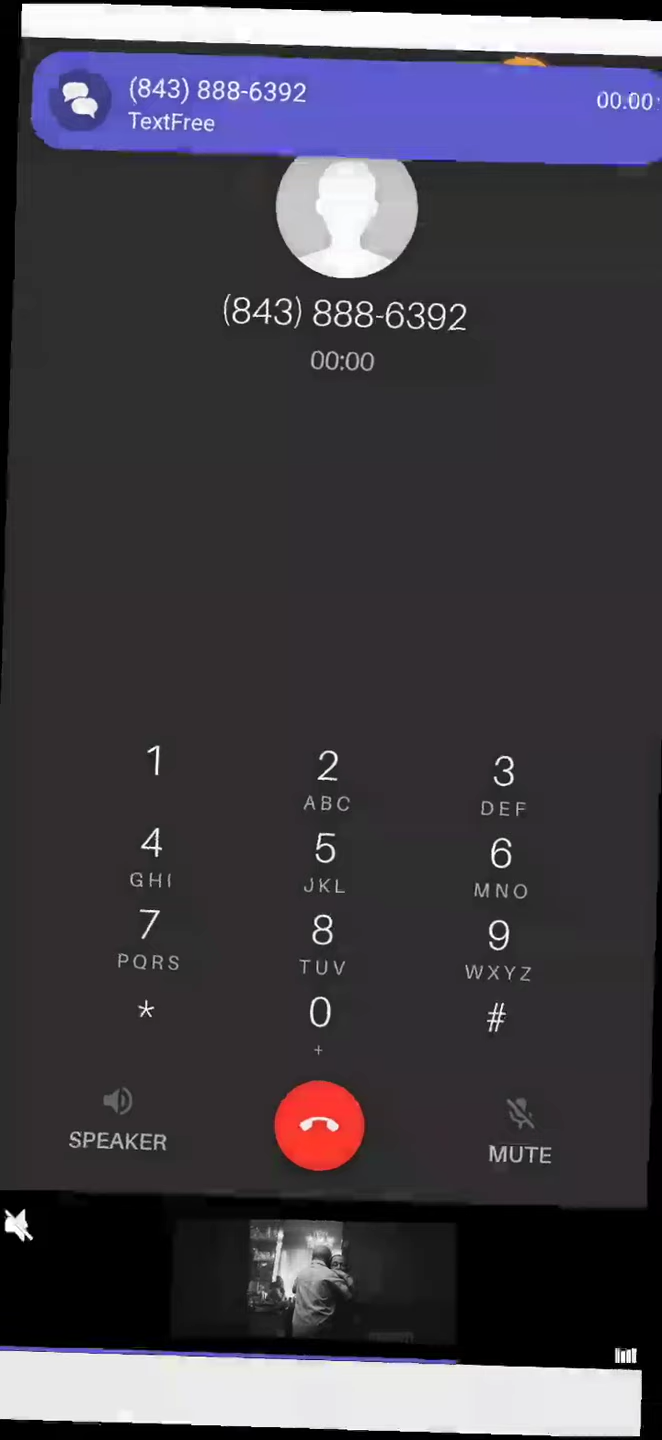 (843) 888-6392
00:00
TextFree
(843) 888-6392
00:00
1
2
3
ABC
DEF
4
5
6
GHI
JKL
MNO
7
8
9
PQRS
TUV
WXYZ
*
0
#
+
SPEAKER
MUTE